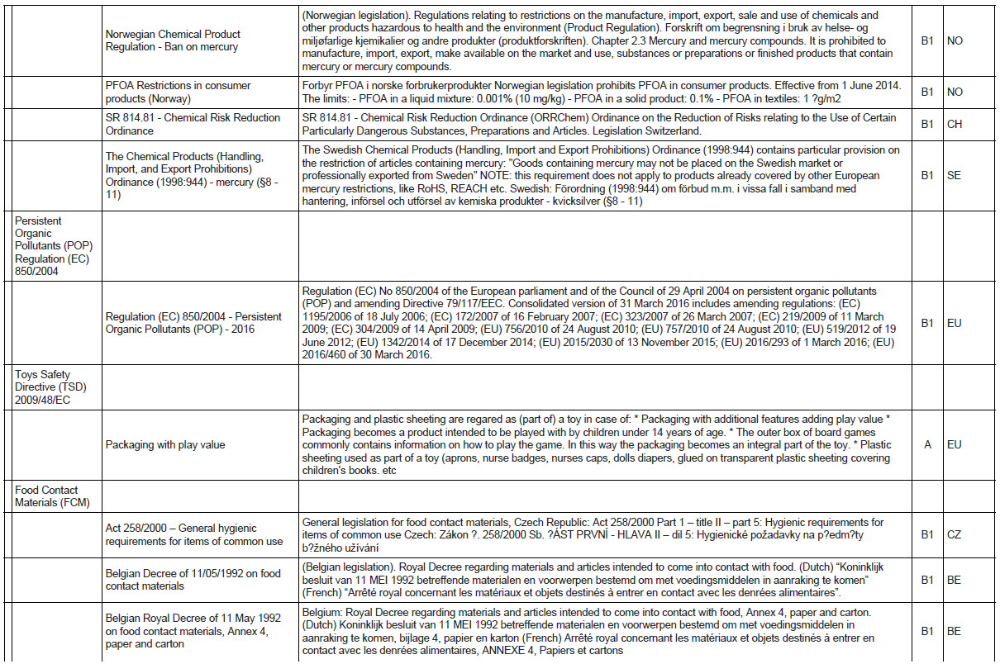 Norwegian Chemical Product
Regulation - Ban on mercury
(Norwegian legislation). Regulations relating to restrictions on the manufacture, import, export, sale and use of chemicals and
other products hazardous to health and the environment (Product Regulation). Forskrift om begrensning i bruk av helse- og
miljøfarlige kjemikalier og andre produkter (produktforskriften). Chapter 2.3 Mercury and mercury compounds. It is prohibited to
manufacture, import, export, make available on the market and use, substances or preparations or finished products that contain
mercury or mercury compounds.
B1
NO
PFOA Restrictions in consumer
products (Norway)
Forbyr PFOA i norske forbrukerprodukter Norwegian legislation prohibits PFOA in consumer products. Effective from 1 June 2014.
The limits: - PFOA in a liquid mixture: 0.001% (10 mg/kg) - PFOA in a solid product: 0.1% - PFOA in textiles: 1 ?g/m2
B1
NO
SR 814.81 - Chemical Risk Reduction
Ordinance
SR 814.81 - Chemical Risk Reduction Ordinance (ORRChem) Ordinance on the Reduction of Risks relating to the Use of Certain
Particularly Dangerous Substances, Preparations and Articles. Legislation Switzerland.
B1
CH
The Chemical Products (Handling,
Import, and Export Prohibitions)
Ordinance (1998:944) - mercury (§8 -
11)
The Swedish Chemical Products (Handling, Import and Export Prohibitions) Ordinance (1998:944) contains particular provision on
the restriction of articles containing mercury: "Goods containing mercury may not be placed on the Swedish market or
professionally exported from Sweden" NOTE: this requirement does not apply to products already covered by other European
mercury restrictions, like RoHS, REACH etc. Swedish: Förordning (1998:944) om förbud m.m. i vissa fall i samband med
hantering, införsel och utförsel av kemiska produkter - kvicksilver (§8 - 11)
B1
SE
Persistent
Organic
Pollutants (POP)
Regulation (EC)
850/2004
Regulation (EC) 850/2004 - Persistent
Organic Pollutants (POP) - 2016
Regulation (EC) No 850/2004 of the European parliament and of the Council of 29 April 2004 on persistent organic pollutants
(POP) and amending Directive 79/117/EEC. Consolidated version of 31 March 2016 includes amending regulations: (EC)
1195/2006 of 18 July 2006; (EC) 172/2007 of 16 February 2007; (EC) 323/2007 of 26 March 2007; (EC) 219/2009 of 11 March
2009; (EC) 304/2009 of 14 April 2009; (EU) 756/2010 of 24 August 2010; (EU) 757/2010 of 24 August 2010; (EU) 519/2012 of 19
June 2012; (EU) 1342/2014 of 17 December 2014; (EU) 2015/2030 of 13 November 2015; (EU) 2016/293 of 1 March 2016; (EU)
2016/460 of 30 March 2016.
B1
EU
Toys Safety
Directive (TSD)
2009/48/EC
Packaging with play value
Packaging and plastic sheeting are regared as (part of) a toy in case of: * Packaging with additional features adding play value *
Packaging becomes a product intended to be played with by children under 14 years of age. * The outer box of board games
commonly contains information on how to play the game. In this way the packaging becomes an integral part of the toy. * Plastic
sheeting used as part of a toy (aprons, nurse badges, nurses caps, dolls diapers, glued on transparent plastic sheeting covering
children's books. etc
A
EU
Food Contact
Materials (FCM)
Act 258/2000 – General hygienic
requirements for items of common use
General legislation for food contact materials, Czech Republic: Act 258/2000 Part 1 – title II – part 5: Hygienic requirements for
items of common use Czech: Zákon ?. 258/2000 Sb. ?ÁST PRVNÍ - HLAVA II – díl 5: Hygienické požadavky na p?edm?ty
b?žného užívání
B1
CZ
Belgian Decree of 11/05/1992 on food
contact materials
(Belgian legislation). Royal Decree regarding materials and articles intended to come into contact with food. (Dutch) “Koninklijk
besluit van 11 MEI 1992 betreffende materialen en voorwerpen bestemd om met voedingsmiddelen in aanraking te komen”
(French) “Arrêté royal concernant les matériaux et objets destinés à entrer en contact avec les denrées alimentaires”.
B1
BE
Belgian Royal Decree of 11 May 1992
on food contact materials, Annex 4,
paper and carton
Belgium: Royal Decree regarding materials and articles intended to come into contact with food, Annex 4, paper and carton.
(Dutch) Koninklijk besluit van 11 MEI 1992 betreffende materialen en voorwerpen bestemd om met voedingsmiddelen in
aanraking te komen, bijlage 4, papier en karton (French) Arrêté royal concernant les matériaux et objets destinés à entrer en
contact avec les denrées alimentaires, ANNEXE 4, Papiers et cartons
B1
BE